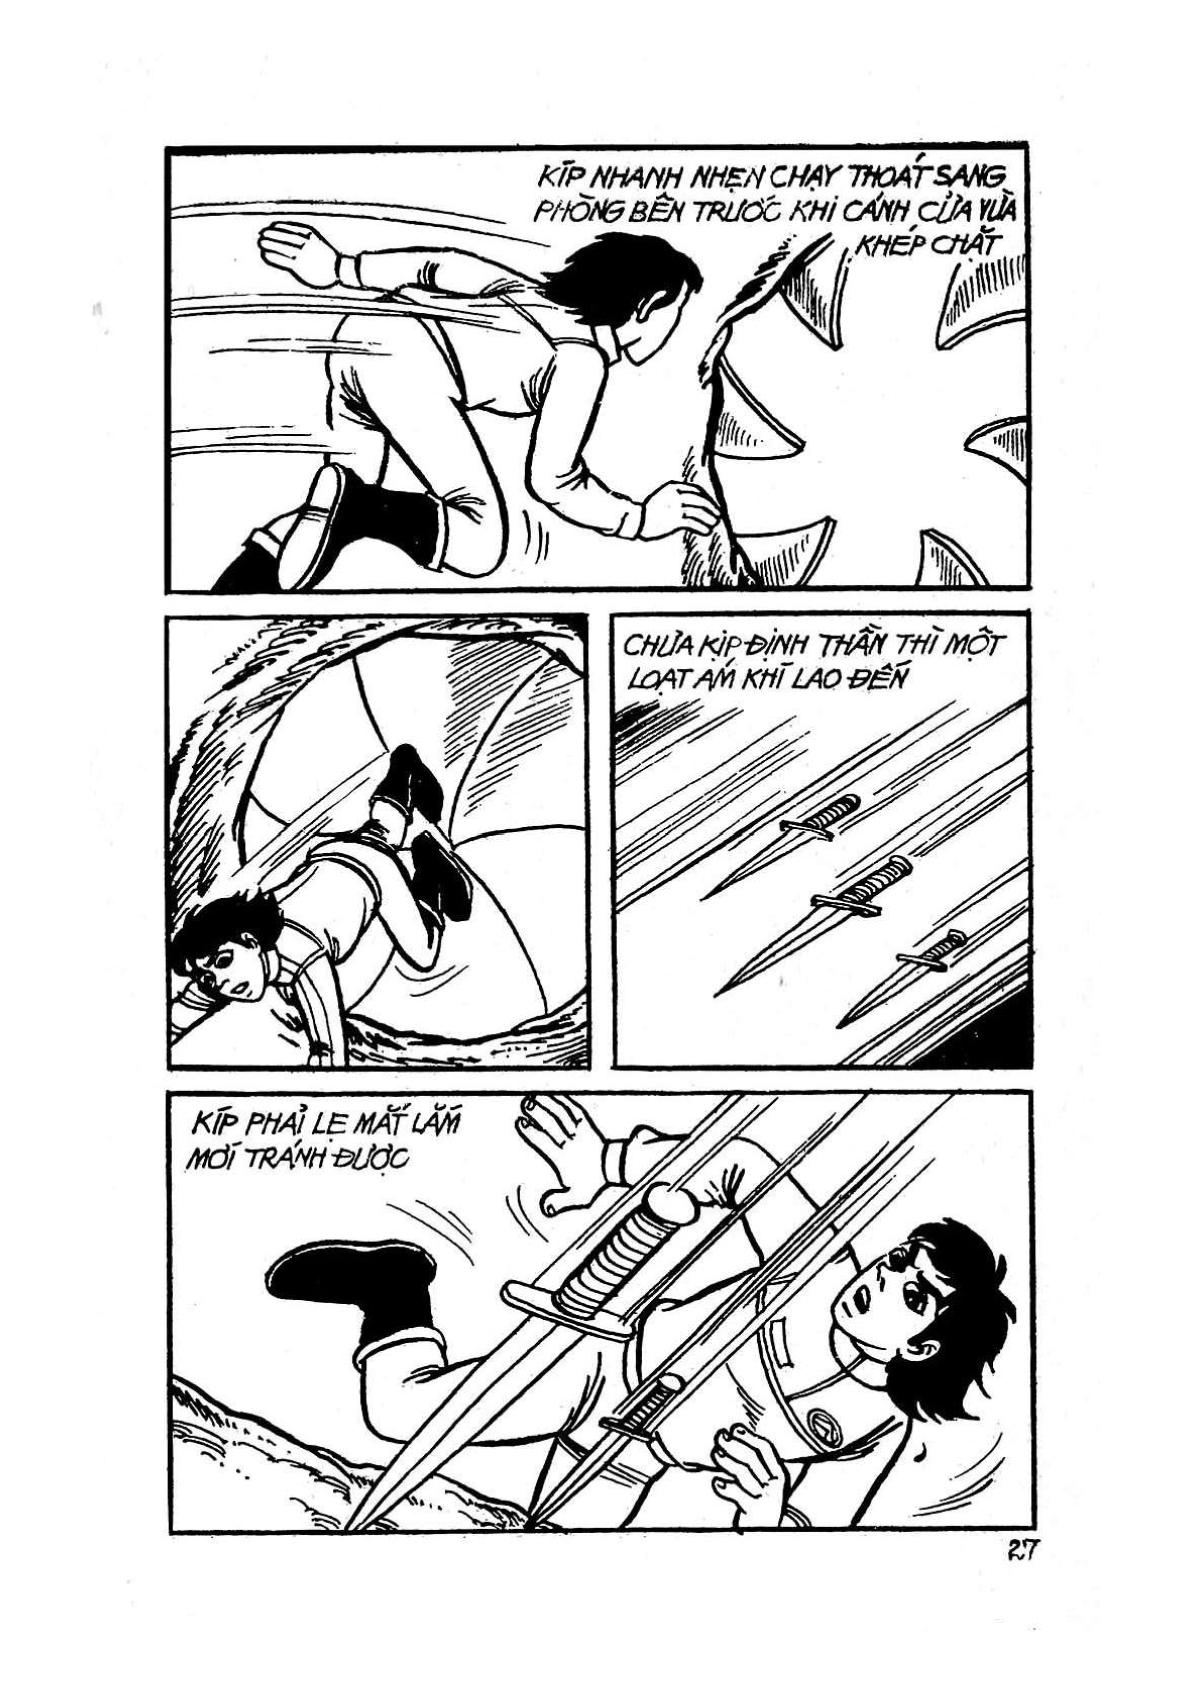 KÍP NHANH NHẸN CHẠY THOÁT SANG
PHÒNG BÊN TRƯỚC KHI CÁNH CỬA VỪA
KHÉP CHẶT
CHƯA KỊP ĐỊNH THẦN THÌ MỘT
LOẠT ÁM KHÍ LAO ĐẾN
KÍP PHẢI LẸ MẮT LẮM
MỚI TRÁNH ĐƯỢC
27